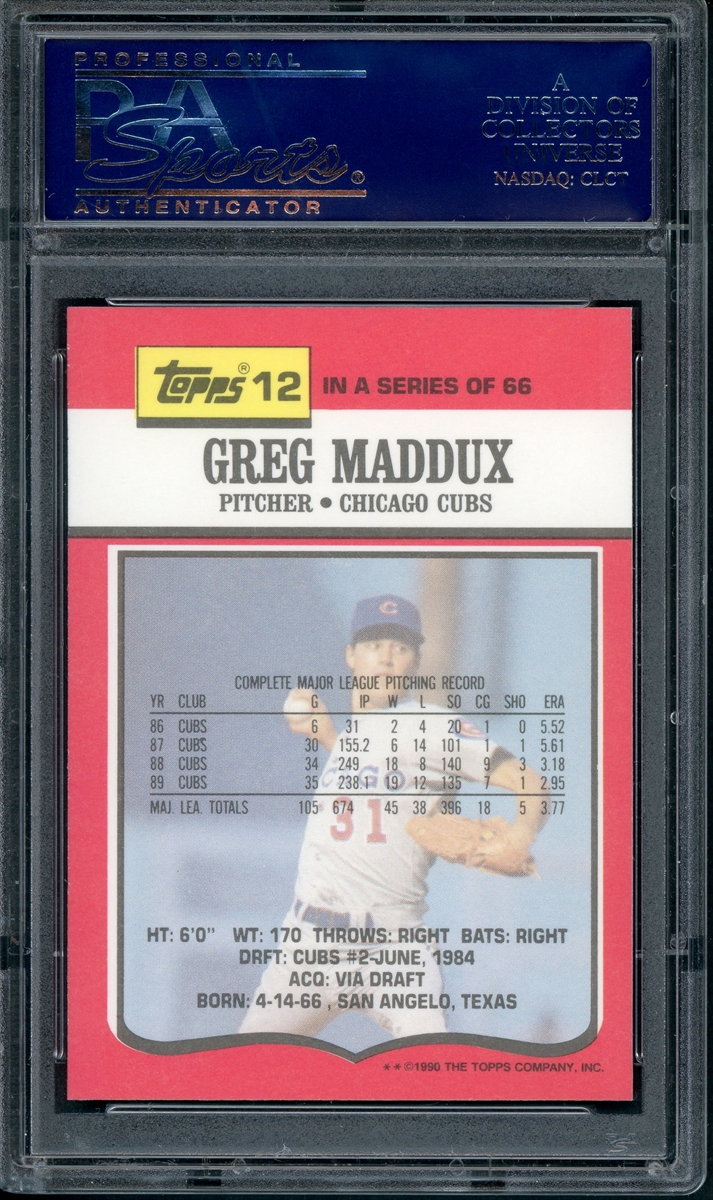 PROFESSIONAL
PSA
Sports®
AUTHENTICATOR
A
DIVISION OF
COLLECTORS
UNIVERSE
NASDAQ: CLCT
Topps® 12 IN A SERIES OF 66
GREG MADDUX
PITCHER • CHICAGO CUBS
C
COMPLETE MAJOR LEAGUE PITCHING RECORD
YR CLUB G IP W L SO CG SHO ERA
86 CUBS 6 31 2 4 20 1 0 5.52
87 CUBS 30 155.2 6 14 101 1 1 5.61
88 CUBS 34 249 18 8 140 9 3 3.18
89 CUBS 35 238.1 19 12 135 7 1 2.95
MAJ. LEA. TOTALS 105 674 45 38 396 18 5 3.77
31
HT: 6'0" WT: 170 THROWS: RIGHT BATS: RIGHT
DRFT: CUBS #2-JUNE, 1984
ACQ: VIA DRAFT
BORN: 4-14-66 , SAN ANGELO, TEXAS
**©1990 THE TOPPS COMPANY, INC.